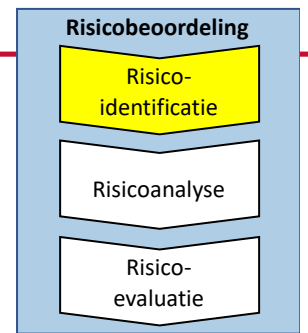 Risicobeoordeling
Risico-
identificatie
Risicoanalyse
Risico-
evaluatie